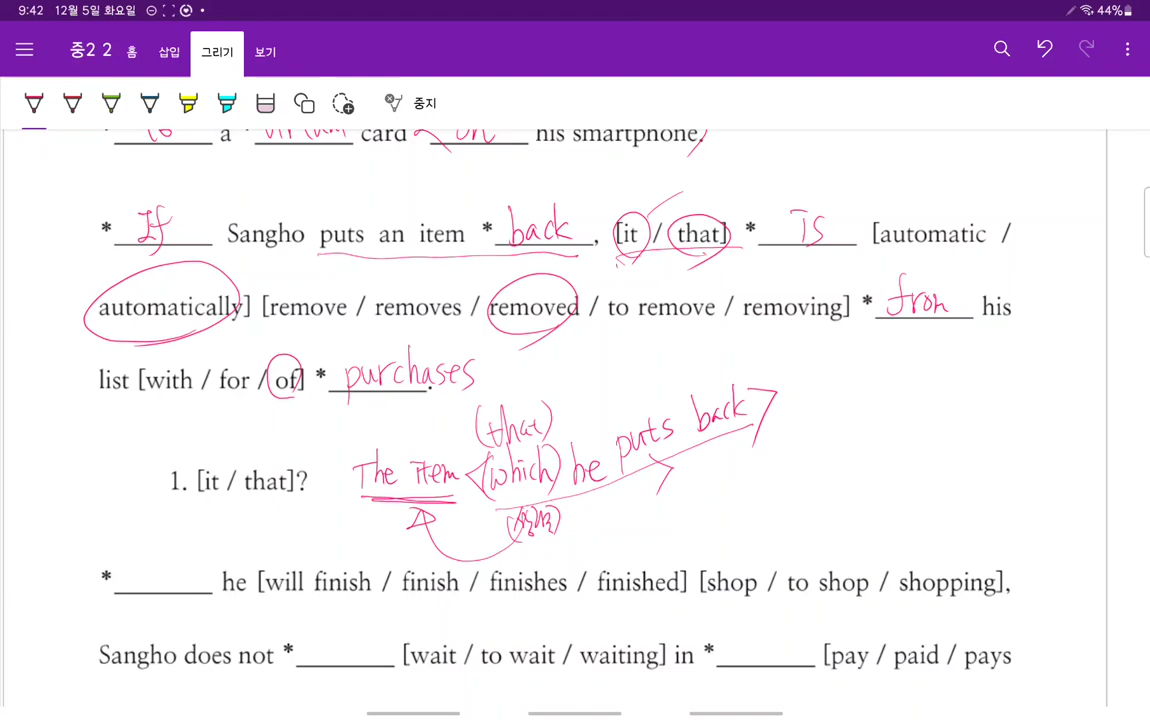 9:42 12월 5일 화요일 44%
중2 2 홈 삽입 그리기 보기
중지
* is a * virtual card * on his smartphone.
* If Sangho puts an item * back, [it / that] * is [automatic /
automatically] [remove / removes / removed / to remove / removing] * from his
list [with / for / of] * purchases.
(that)
1. [it / that]? The item (which) he puts back
(생략)
* ________ he [will finish / finish / finishes / finished] [shop / to shop / shopping],
Sangho does not * ________ [wait / to wait / waiting] in * ________ [pay / paid / pays